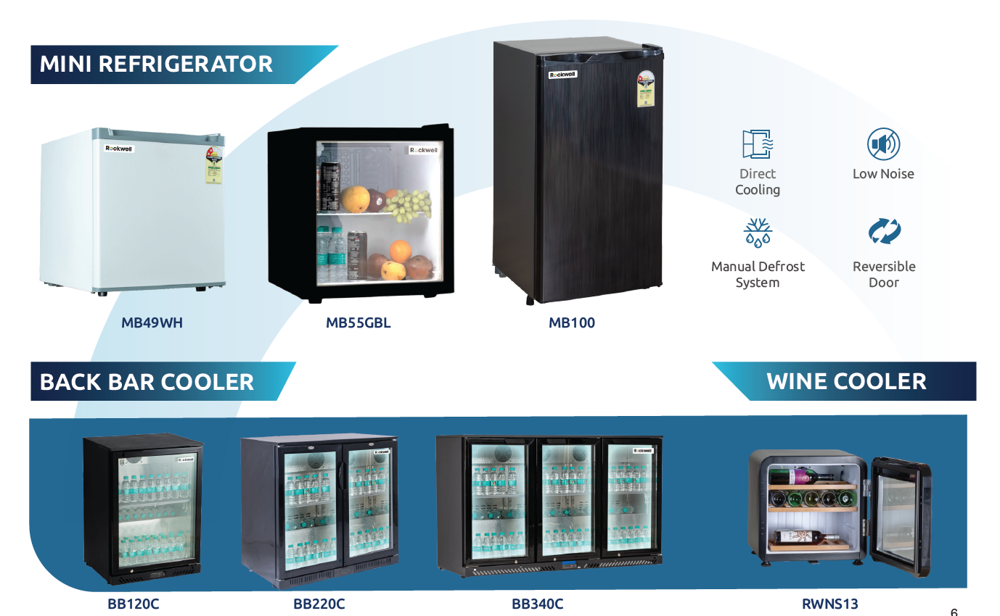 MINI REFRIGERATOR
Rockwell
Rockwell
Rockwell
Direct
Cooling
Low Noise
Manual Defrost
System
Reversible
Door
MB49WH
MB55GBL
MB100
BACK BAR COOLER
WINE COOLER
Rockwell
Rockwell
Rockwell
BB120C
BB220C
BB340C
RWNS13
6